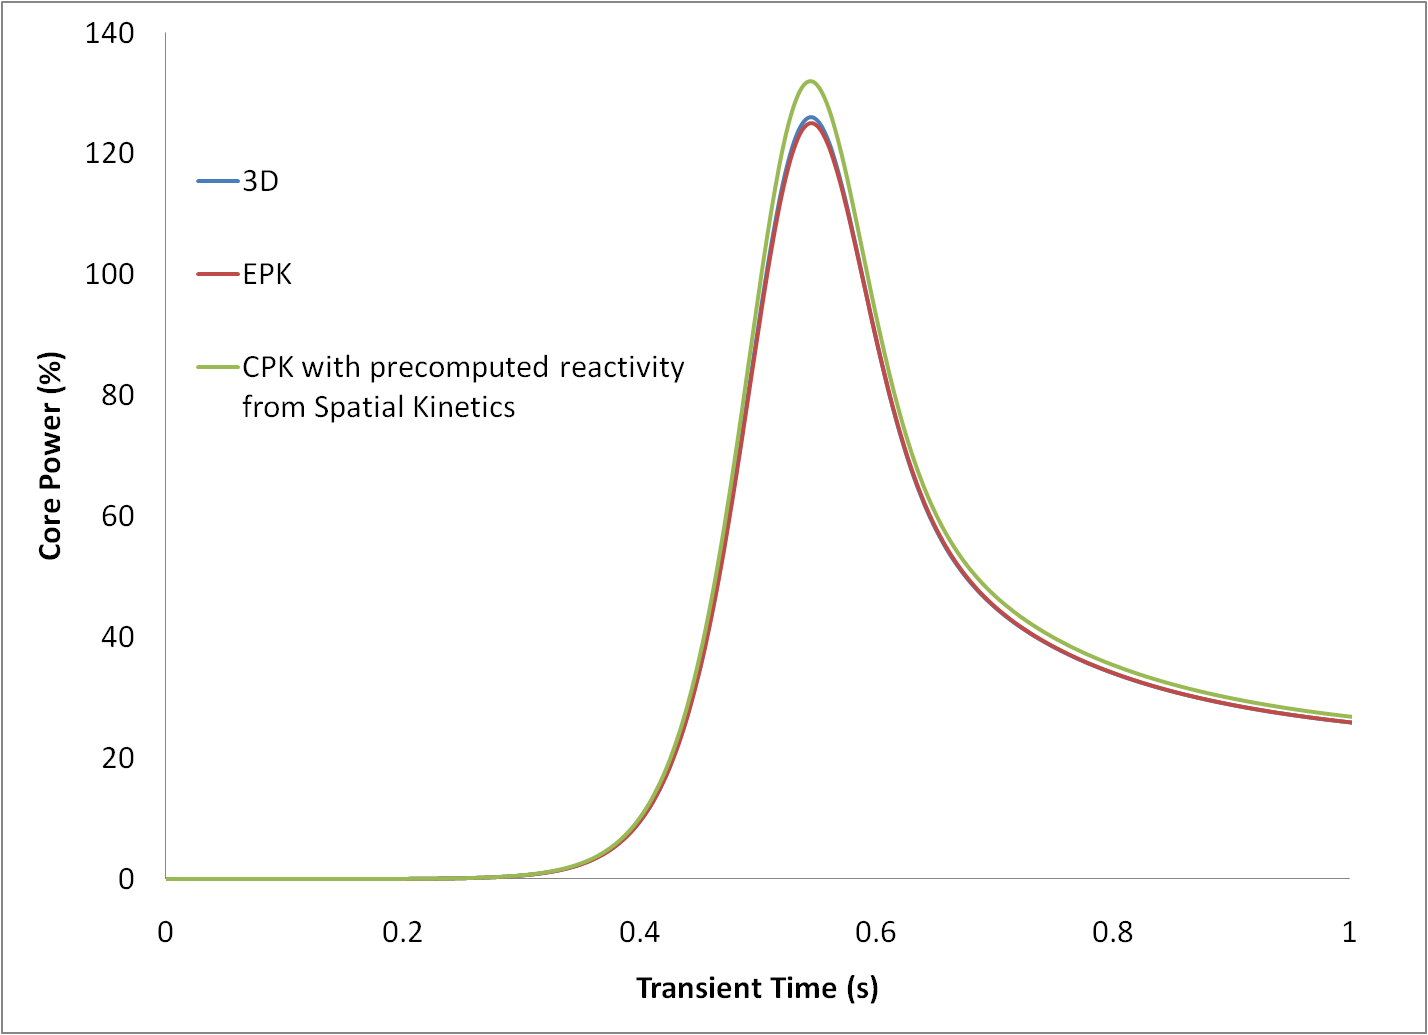 140
120
100
80
60
40
20
0
Core Power (%)
3D
EPK
CPK with precomputed reactivity
from Spatial Kinetics
0 0.2 0.4 0.6 0.8 1
Transient Time (s)